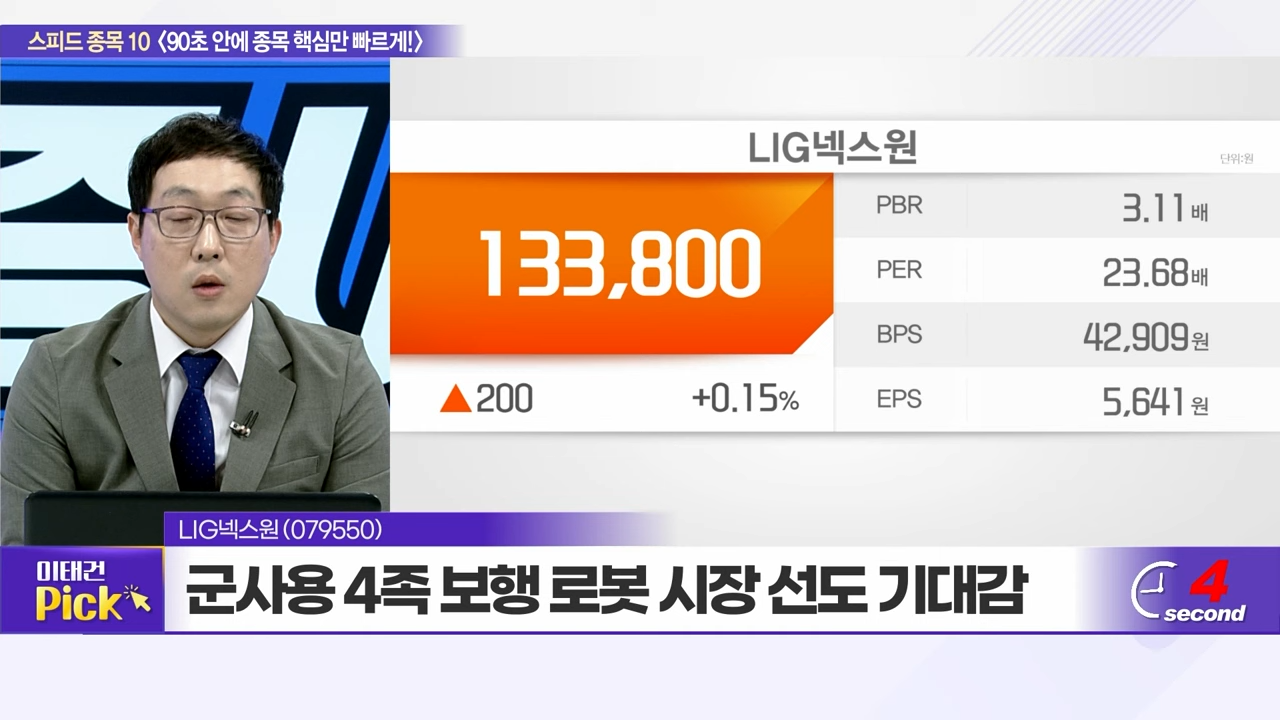 스피드 종목 10 〈90초 안에 종목 핵심만 빠르게!〉
LIG넥스원
단위:원
133,800
▲200 +0.15%
PBR 3.11배
PER 23.68배
BPS 42,909원
EPS 5,641원
LIG넥스원(079550)
이태건
Pick
군사용 4족 보행 로봇 시장 선도 기대감
4
second